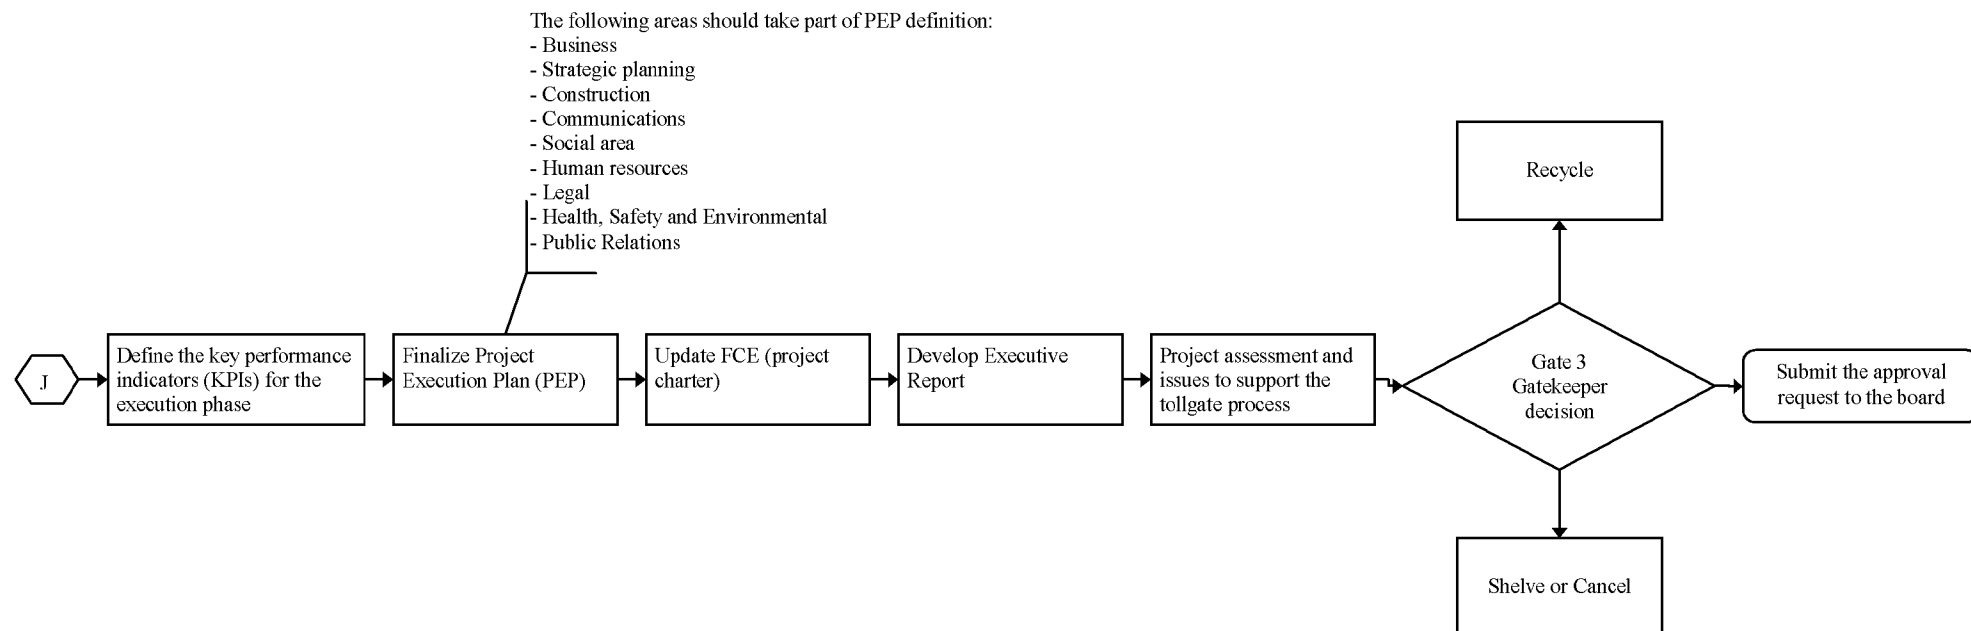 The following areas should take part of PEP definition:
- Business
- Strategic planning
- Construction
- Communications
- Social area
- Human resources
- Legal
- Health, Safety and Environmental
- Public Relations
Recycle
J
Define the key performance
indicators (KPIs) for the
execution phase
Finalize Project
Execution Plan (PEP)
Update FCE (project
charter)
Develop Executive
Report
Project assessment and
issues to support the
tollgate process
Gate 3
Gatekeeper
decision
Submit the approval
request to the board
Shelve or Cancel